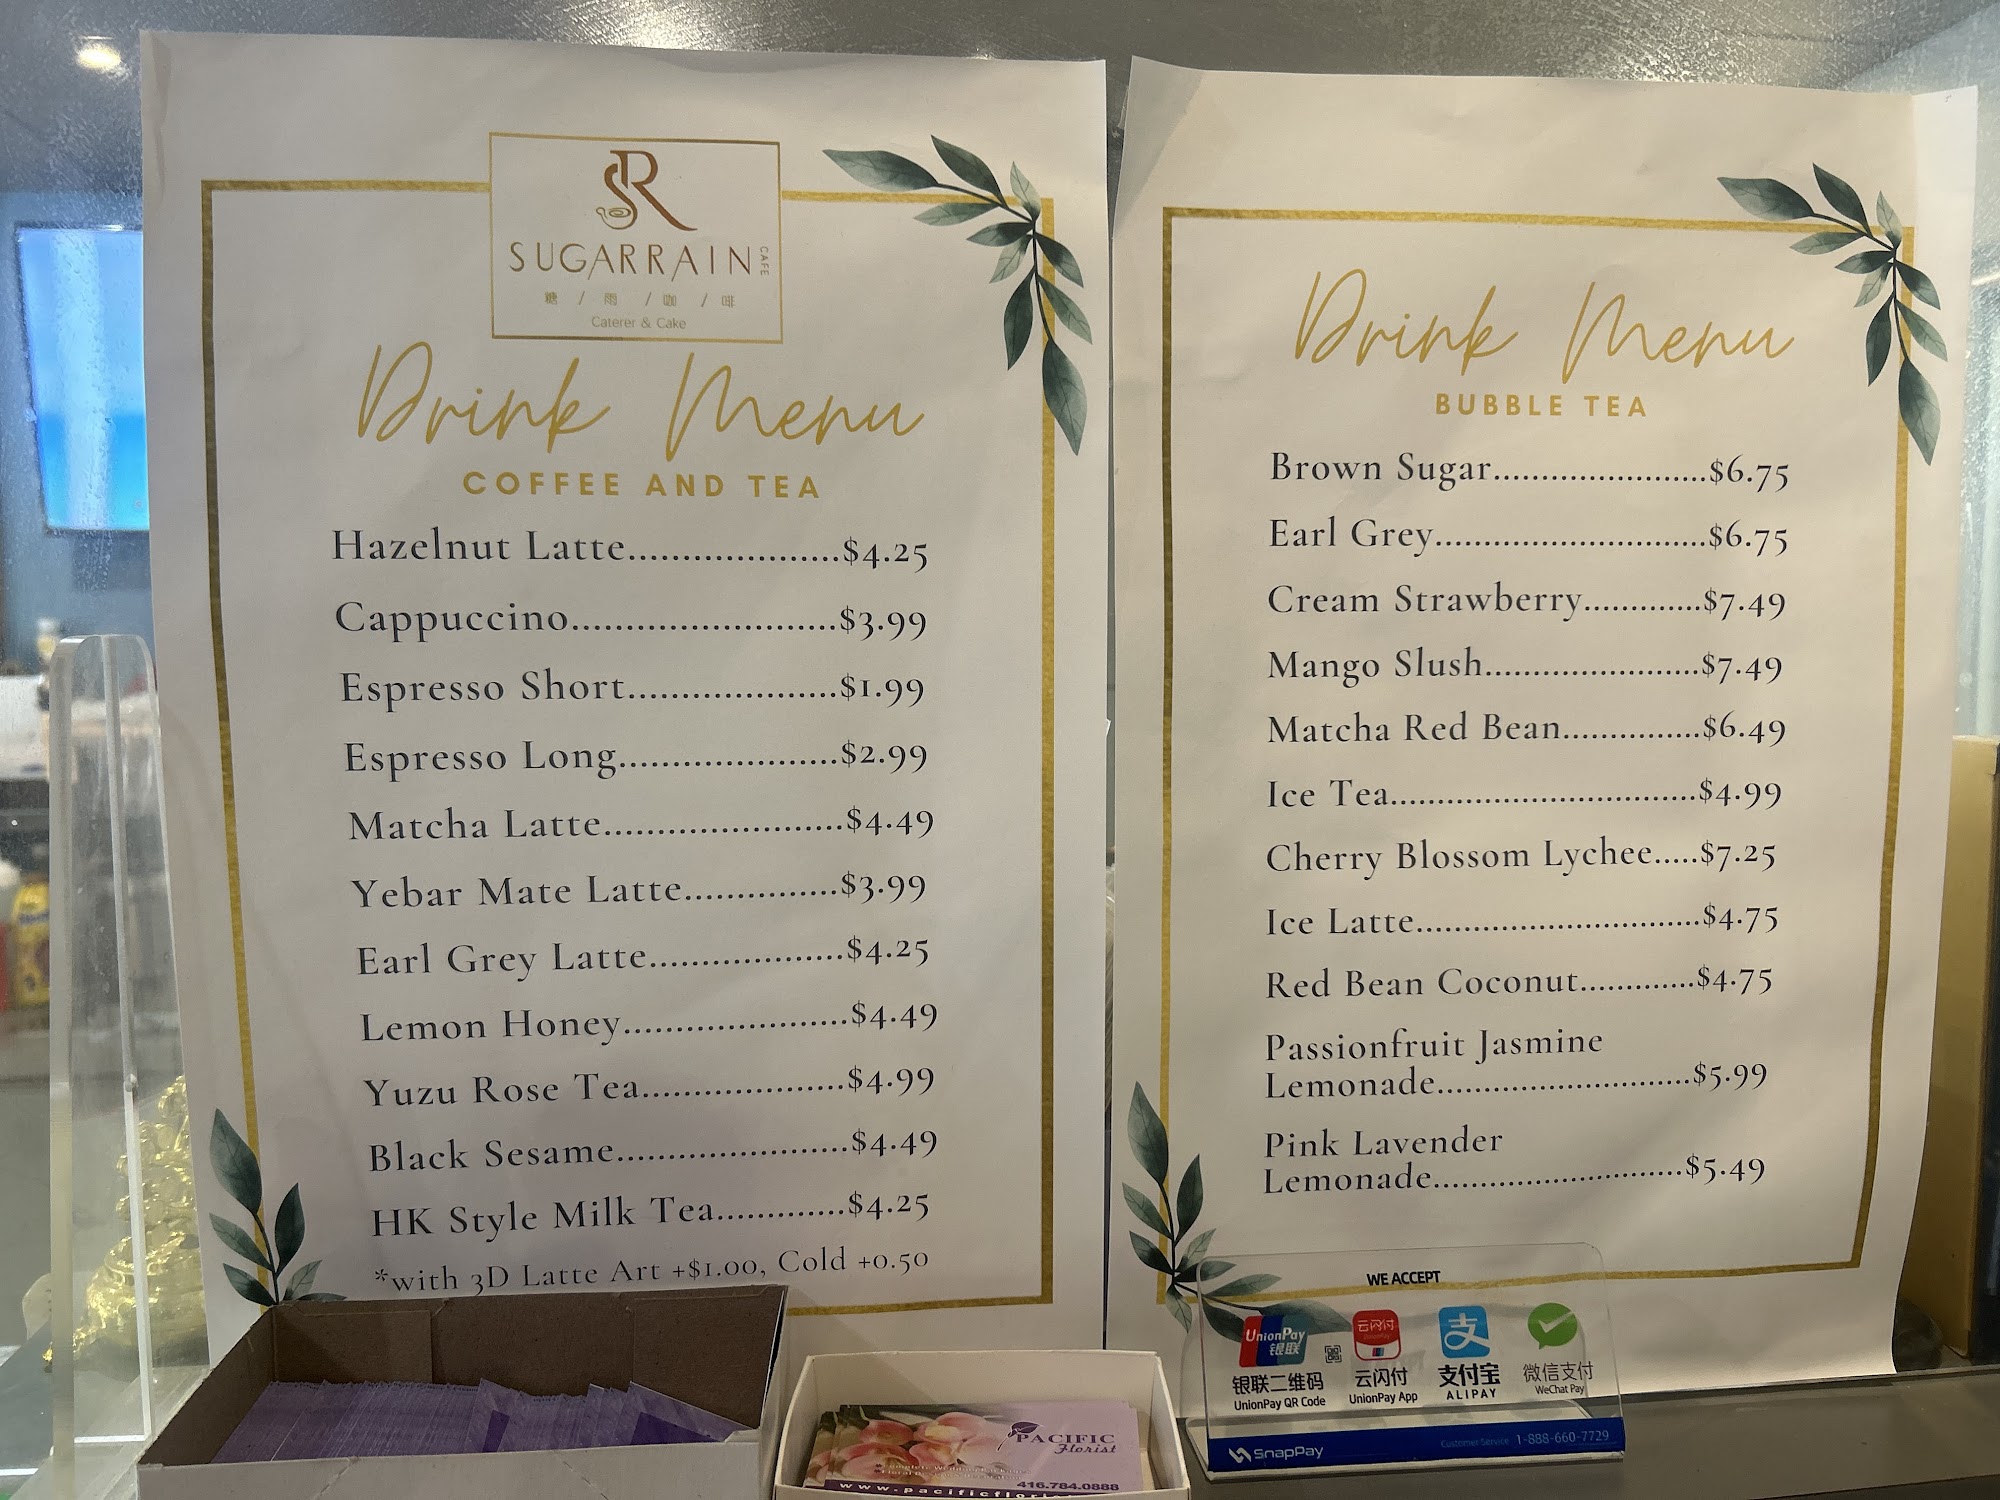 SR
SUGARRAIN
CAFE
糖 / 雨 / 咖 / 啡
Caterer & Cake
Drink Menu
COFFEE AND TEA
Hazelnut Latte...................$4.25
Cappuccino........................$3.99
Espresso Short...................$1.99
Espresso Long....................$2.99
Matcha Latte......................$4.49
Yebar Mate Latte..............$3.99
Earl Grey Latte..................$4.25
Lemon Honey.....................$4.49
Yuzu Rose Tea...................$4.99
Black Sesame.....................$4.49
HK Style Milk Tea............$4.25
*with 3D Latte Art +$1.00, Cold +0.50
Drink Menu
BUBBLE TEA
Brown Sugar.......................$6.75
Earl Grey.............................$6.75
Cream Strawberry.............$7.49
Mango Slush........................$7.49
Matcha Red Bean...............$6.49
Ice Tea..................................$4.99
Cherry Blossom Lychee.....$7.25
Ice Latte...............................$4.75
Red Bean Coconut.............$4.75
Passionfruit Jasmine
Lemonade............................$5.99
Pink Lavender
Lemonade............................$5.49
WE ACCEPT
UnionPay
银联
银联二维码
UnionPay QR Code
云闪付
UnionPay
云闪付
UnionPay App
支
支付宝
ALIPAY
微信支付
WeChat Pay
SnapPay
Customer Service 1-888-660-7729
PACIFIC
Florist
416.784.0888